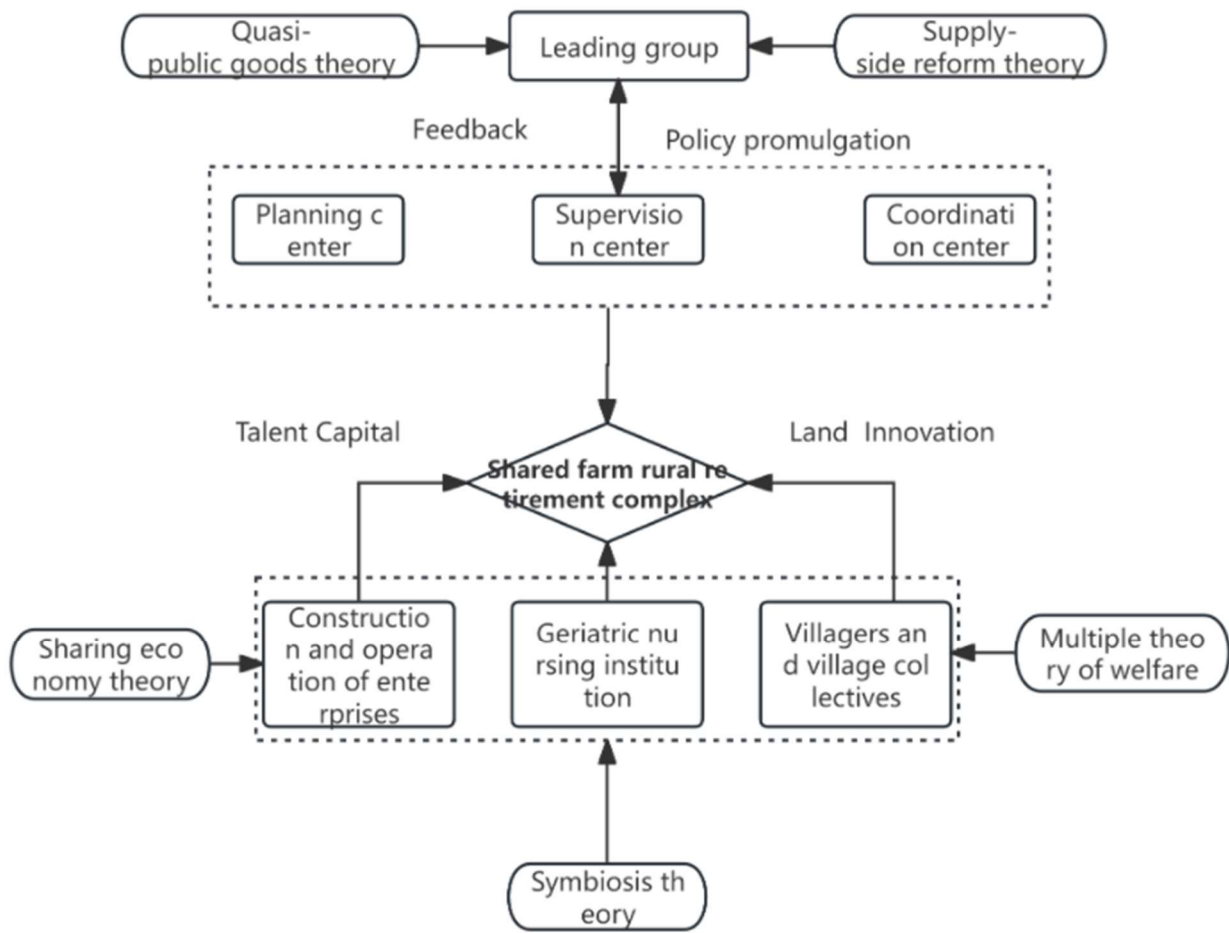 Quasi-
public goods theory
Leading group
Supply-
side reform theory
Feedback
Policy promulgation
Planning c
enter
Supervisio
n center
Coordinati
on center
Talent Capital
Land  Innovation
Shared farm rural re
tirement complex
Sharing eco
nomy theory
Constructio
n and opera
tion of ente
rprises
Geriatric nu
rsing institu
tion
Villagers an
d village col
lectives
Multiple theo
ry of welfare
Symbiosis th
eory